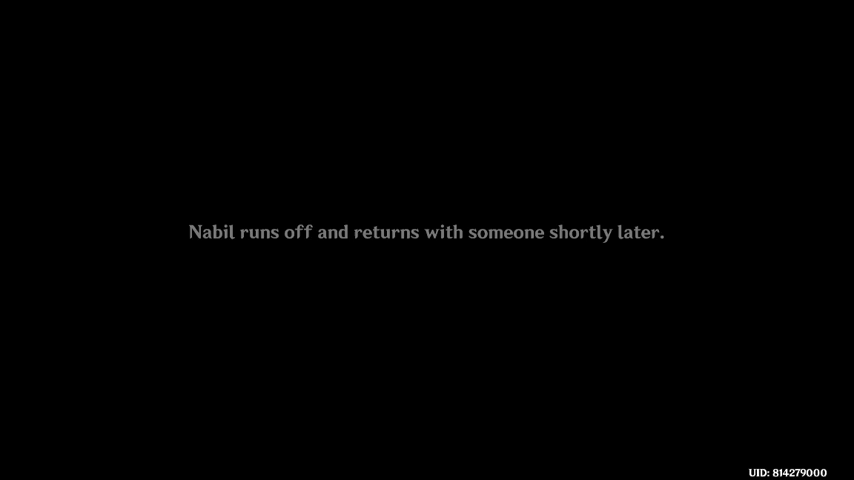 Nabil runs off and returns with someone shortly later.
UID: 814279000